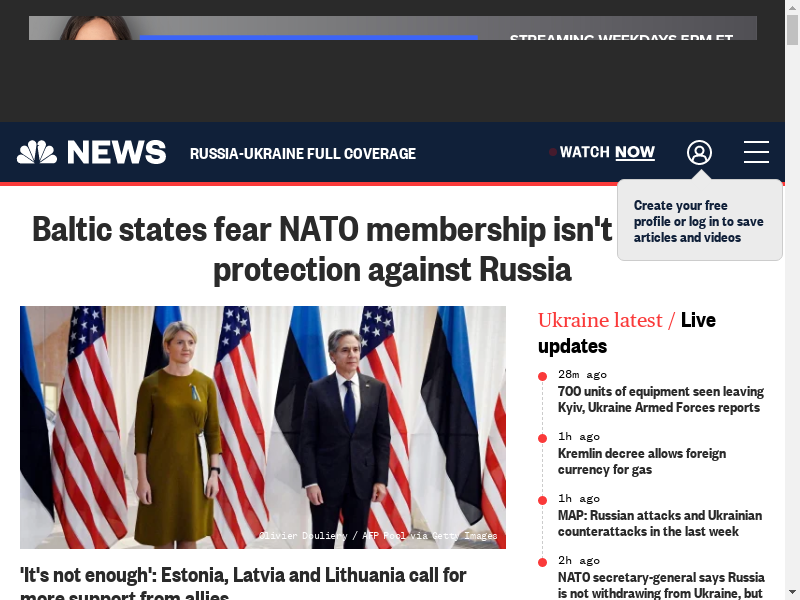 STREAMING WEEKDAYS 5PM ET
NEWS
RUSSIA-UKRAINE FULL COVERAGE
WATCH NOW
Create your free
profile or log in to save
articles and videos
Baltic states fear NATO membership isn't
protection against Russia
Olivier Douliery / AFP Pool via Getty Images
'It's not enough': Estonia, Latvia and Lithuania call for
more support from allies
Ukraine latest / Live
updates
28m ago
700 units of equipment seen leaving
Kyiv, Ukraine Armed Forces reports
1h ago
Kremlin decree allows foreign
currency for gas
1h ago
MAP: Russian attacks and Ukrainian
counterattacks in the last week
2h ago
NATO secretary-general says Russia
is not withdrawing from Ukraine, but